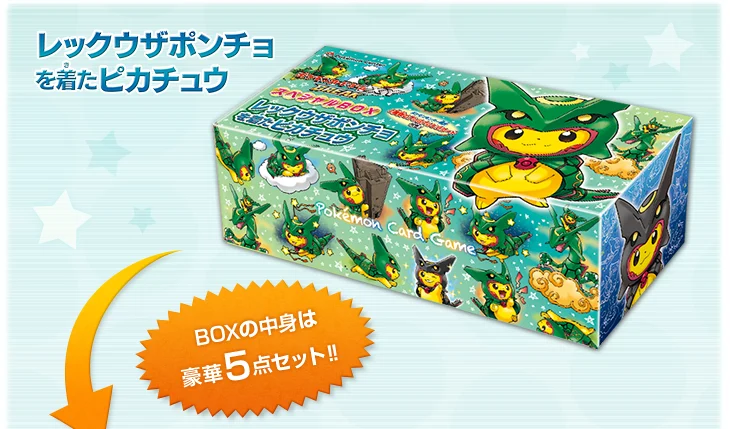 レックウザポンチョ
を着たピカチュウ
さ
スペシャルBOX
レックウザポンチョ
を着たピカチュウ
Pokémon Card Game
BOXの中身は
豪華5点セット!!